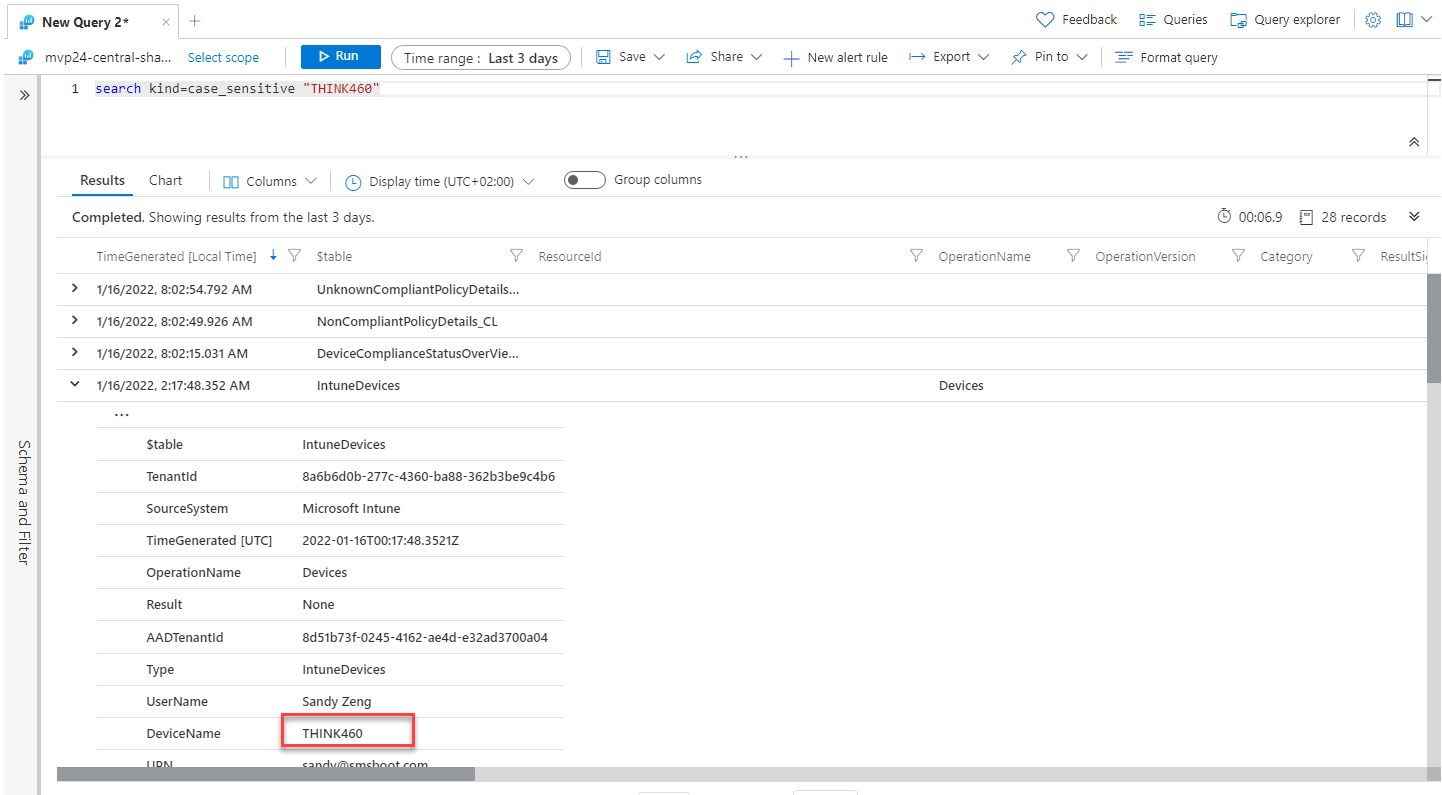 New Query 2*
Feedback Queries Query explorer
mvp24-central-sha... Select scope Run Time range : Last 3 days Save Share New alert rule Export Pin to Format query
1 search kind=case_sensitive "THINK460"
Results Chart Columns Display time (UTC+02:00) Group columns
Completed. Showing results from the last 3 days. 00:06.9 28 records
TimeGenerated [Local Time] $table ResourceId OperationName OperationVersion Category ResultSi
1/16/2022, 8:02:54.792 AM UnknownCompliantPolicyDetails...
1/16/2022, 8:02:49.926 AM NonCompliantPolicyDetails_CL
1/16/2022, 8:02:15.031 AM DeviceComplianceStatusOverVie...
1/16/2022, 2:17:48.352 AM IntuneDevices Devices
...
$table IntuneDevices
TenantId 8a6b6d0b-277c-4360-ba88-362b3be9c4b6
SourceSystem Microsoft Intune
TimeGenerated [UTC] 2022-01-16T00:17:48.3521Z
OperationName Devices
Result None
AADTenantId 8d51b73f-0245-4162-ae4d-e32ad3700a04
Type IntuneDevices
UserName Sandy Zeng
DeviceName THINK460
UPN sandy@smsboot.com
Schema and Filter